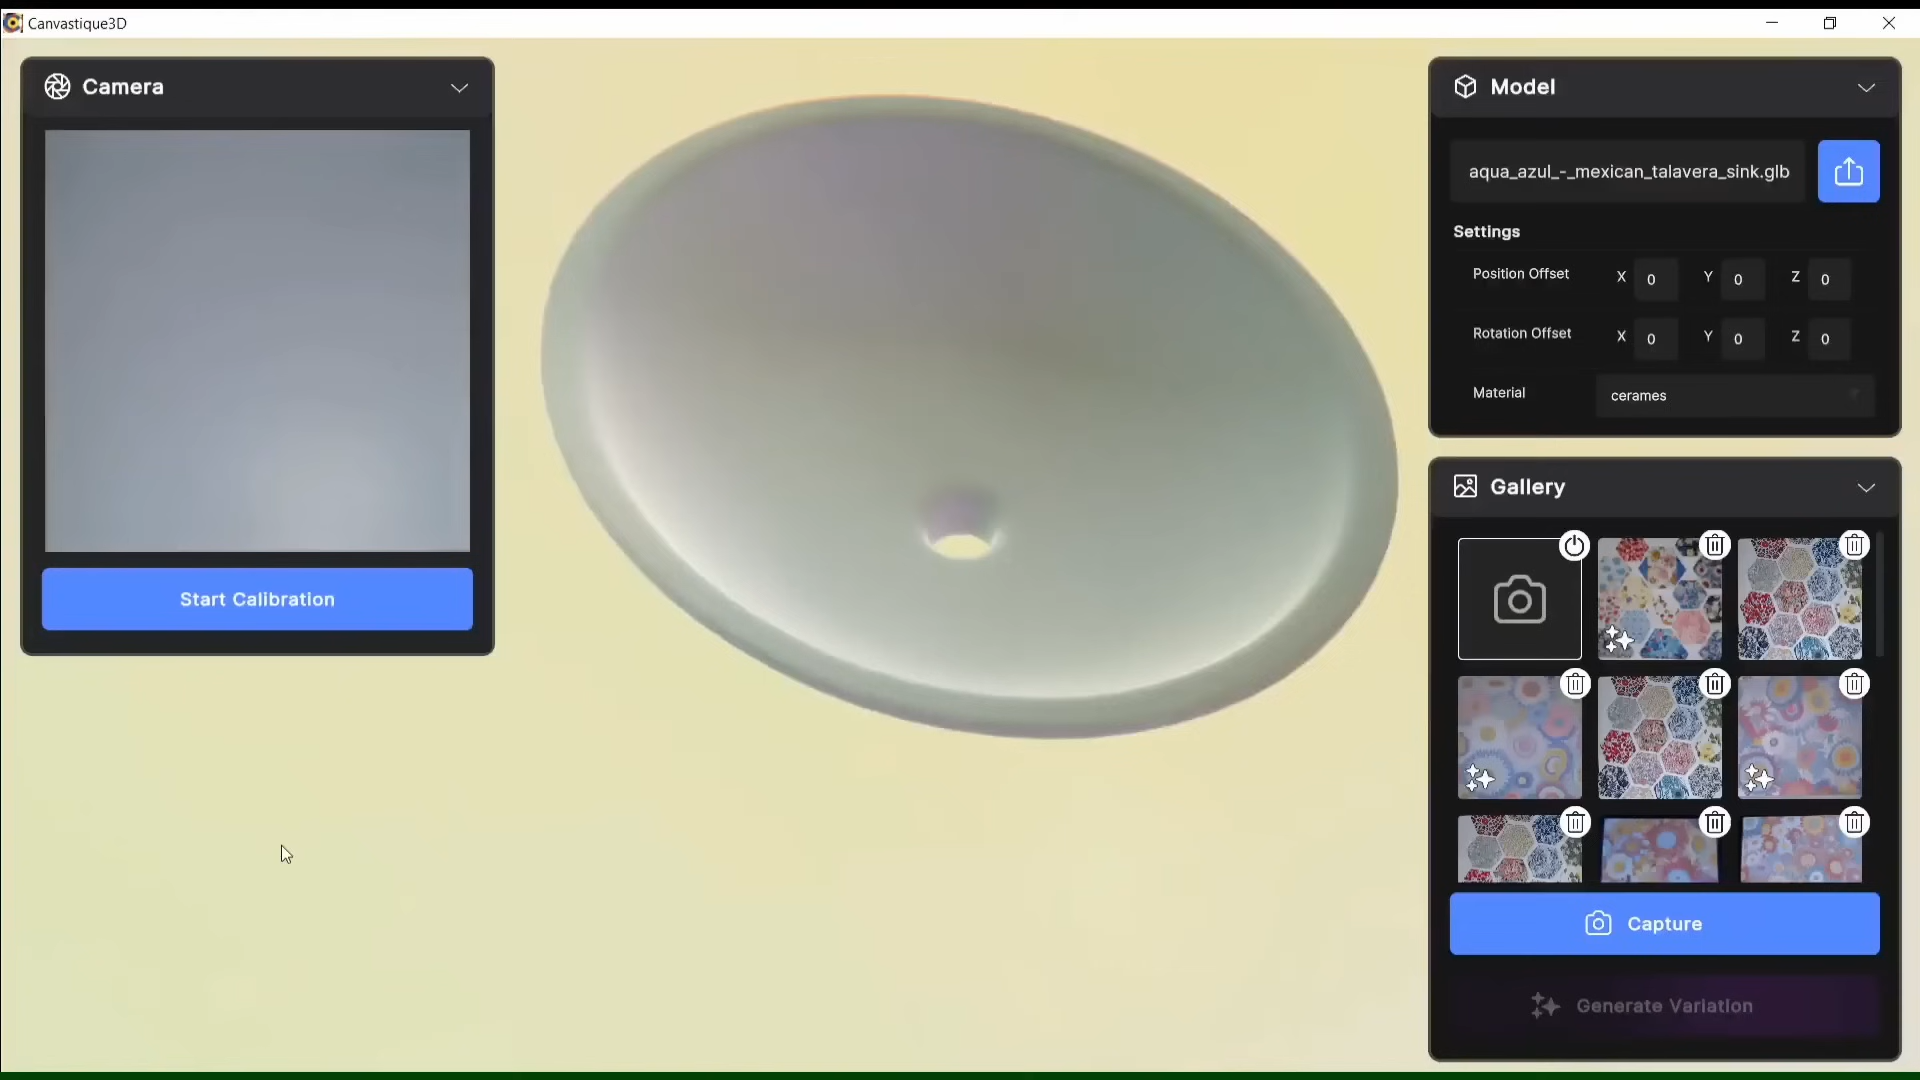 Canvastique3D
Camera
Start Calibration
Model
aqua_azul_-_mexican_talavera_sink.glb
Settings
Position Offset X 0 Y 0 Z 0
Rotation Offset X 0 Y 0 Z 0
Material cerames
Gallery
Capture
Generate Variation